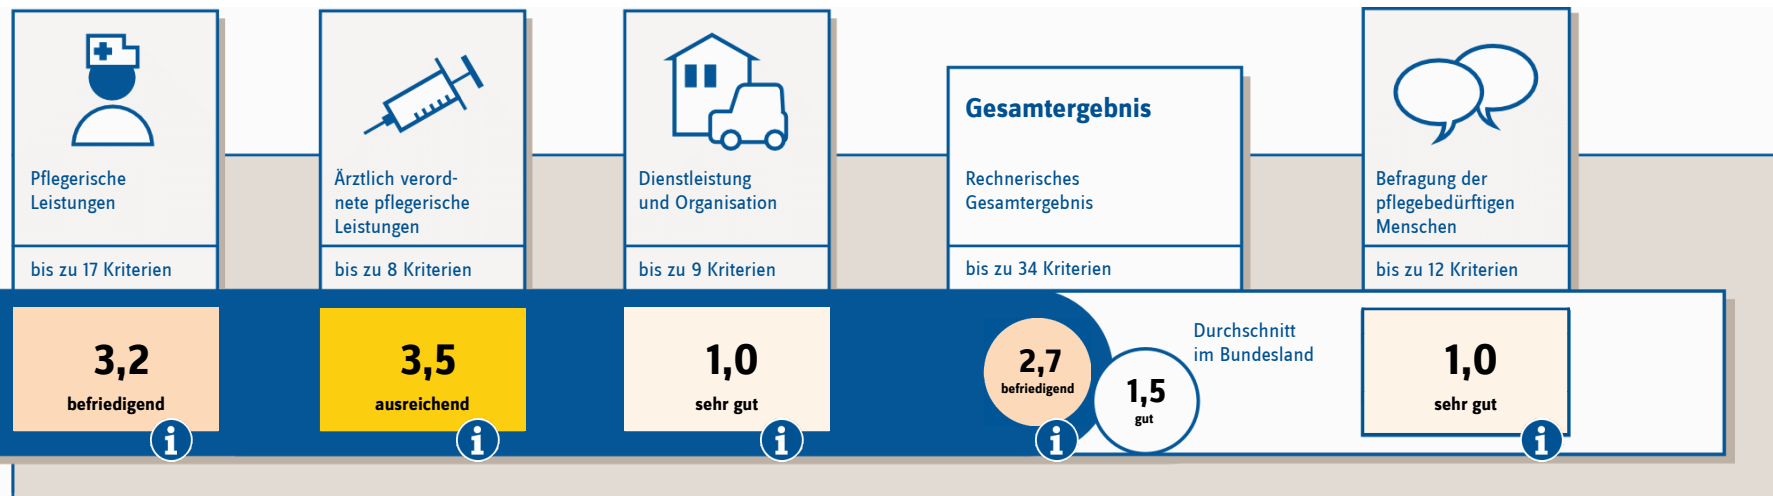 Pflegerische
Leistungen
bis zu 17 Kriterien
3,2
befriedigend
i
Ärztlich verord-
nete pflegerische
Leistungen
bis zu 8 Kriterien
3,5
ausreichend
i
Dienstleistung
und Organisation
bis zu 9 Kriterien
1,0
sehr gut
i
Gesamtergebnis
Rechnerisches
Gesamtergebnis
bis zu 34 Kriterien
2,7
befriedigend
i
Durchschnitt
im Bundesland
1,5
gut
Befragung der
pflegebedürftigen
Menschen
bis zu 12 Kriterien
1,0
sehr gut
i